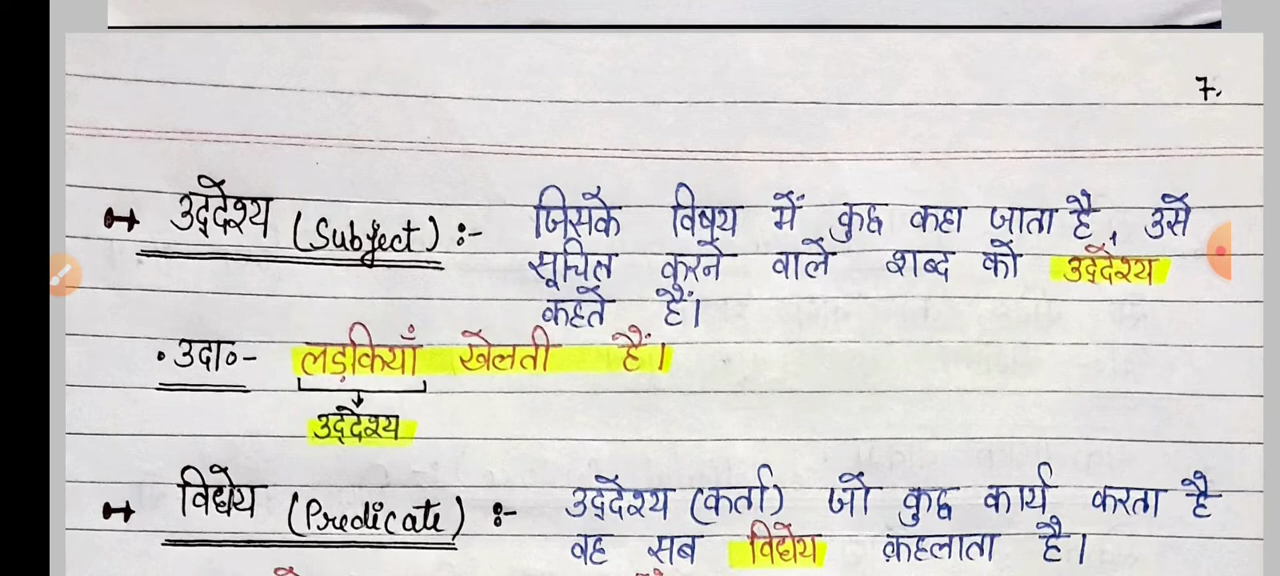 7.
↦ उद्देश्य (Subject) :- जिसके विषय में कुछ कहा जाता है, उसे
सूचित करने वाले शब्द को उद्देश्य
कहते हैं।
• उदा०- लड़कियाँ खेलती हैं।
उद्देश्य
↦ विधेय (Predicate) :- उद्देश्य (कर्ता) जो कुछ कार्य करता है
वह सब विधेय कहलाता है।